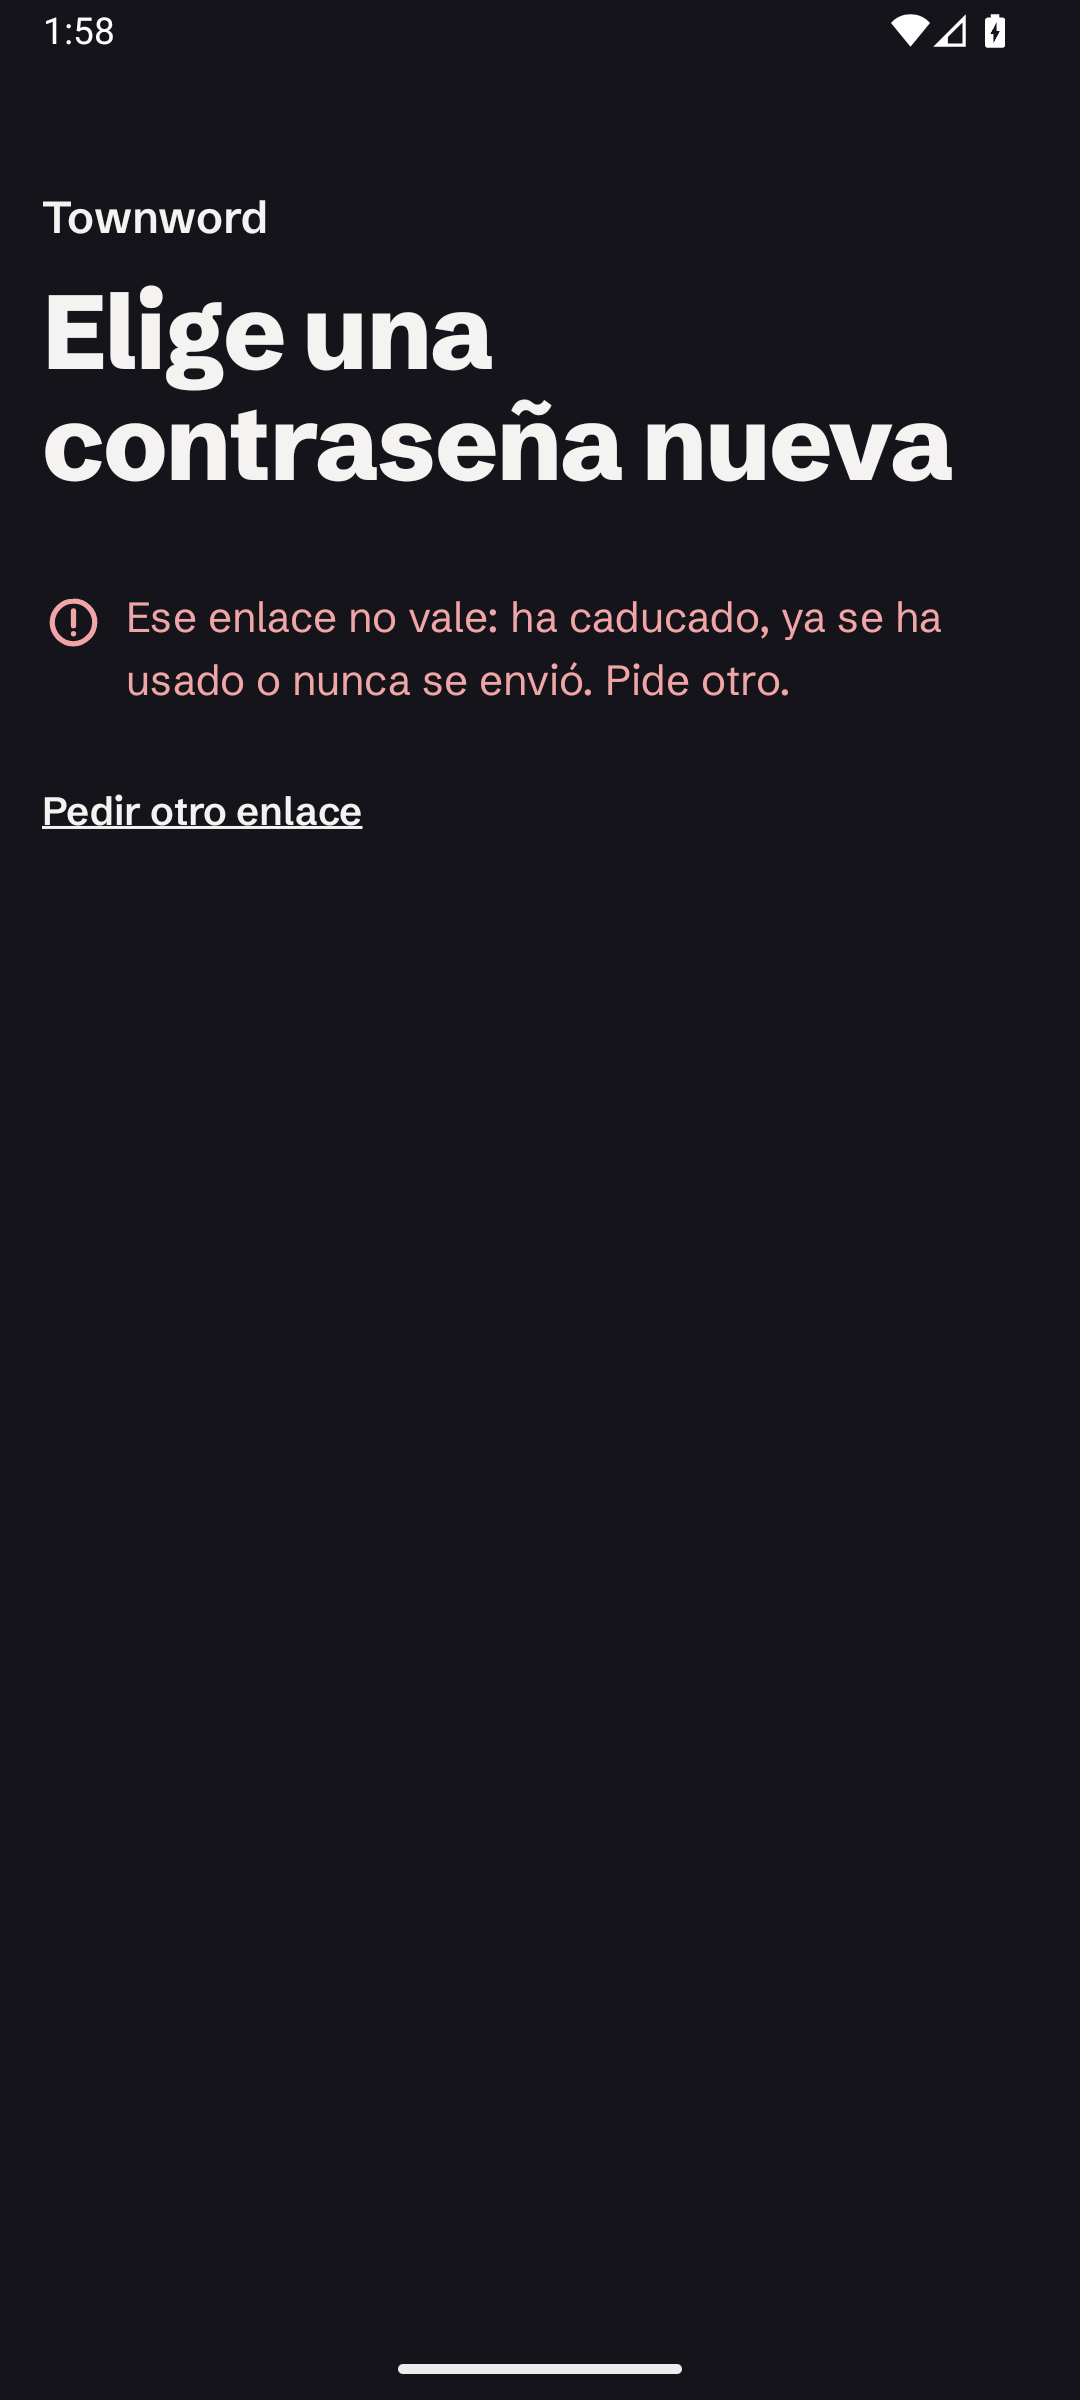 1:58
Townword
Elige una
contraseña nueva
Ese enlace no vale: ha caducado, ya se ha
usado o nunca se envió. Pide otro.
Pedir otro enlace